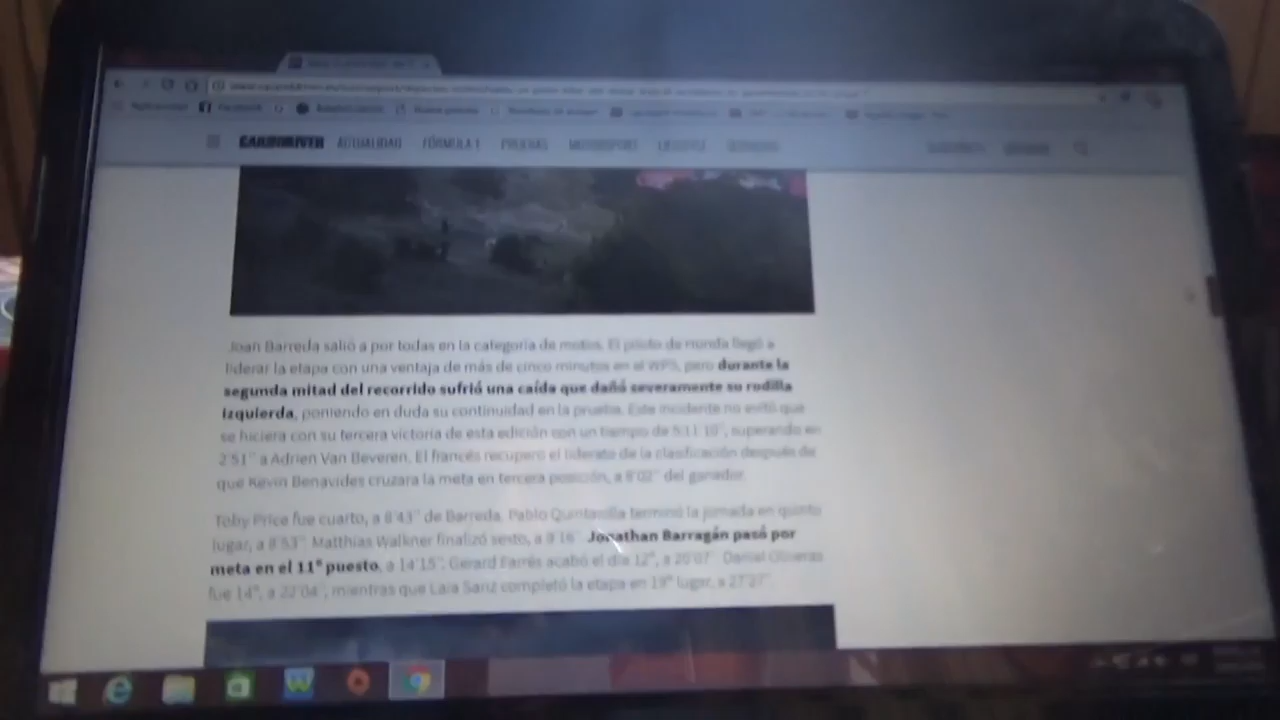 Facebook
CARANDDRIVER ACTUALIDAD FÓRMULA 1 PRUEBAS MOTORSPORT LIFESTYLE
Joan Barreda salió a por todas en la categoría de motos. El piloto de Honda llegó a
liderar la etapa con una ventaja de más de cinco minutos en el WP5, pero durante la
segunda mitad del recorrido sufrió una caída que dañó severamente su rodilla
izquierda, poniendo en duda su continuidad en la prueba. Este incidente no evitó que
se hiciera con su tercera victoria de esta edición con un tiempo de 5:11'10'', superando en
2'51'' a Adrien Van Beveren. El francés recuperó el liderato de la clasificación después de
que Kevin Benavides cruzara la meta en tercera posición, a 8'02'' del ganador.
Toby Price fue cuarto, a 8'43'' de Barreda. Pablo Quintanilla terminó la jornada en quinto
lugar, a 8'53''. Matthias Walkner finalizó sexto, a 9'16''. Jonathan Barragán pasó por
meta en el 11º puesto, a 14'15''. Gerard Farrés acabó el día 12º, a 20'07''. Daniel Oliveras
fue 14º, a 22'04'', mientras que Laia Sanz completó la etapa en 19º lugar, a 27'27''.